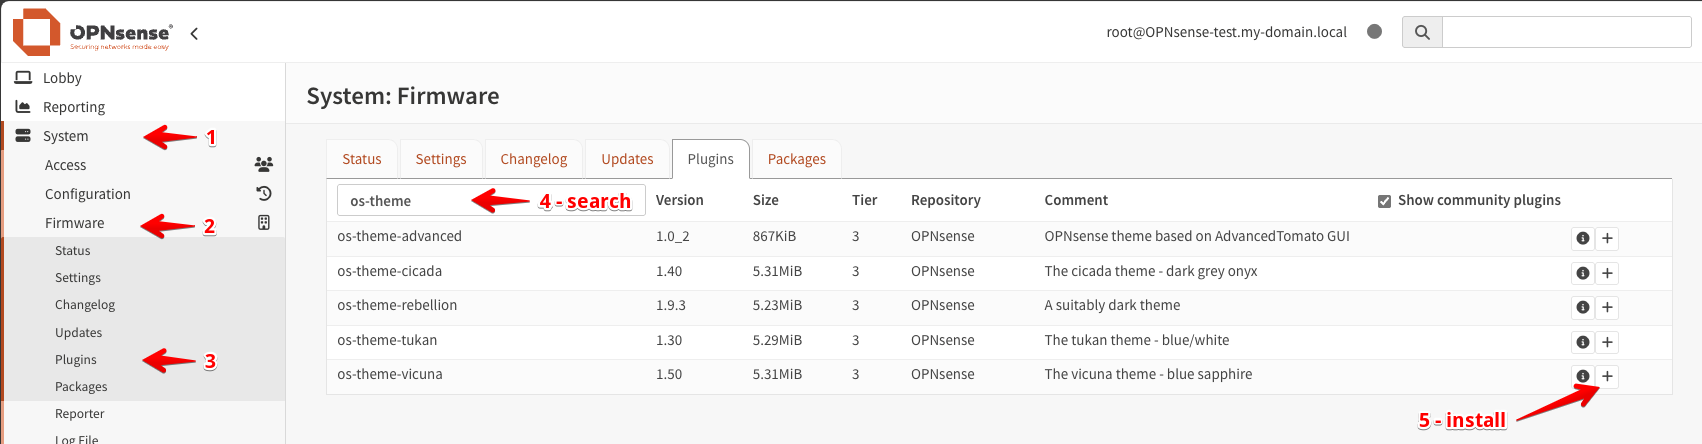 OPNsense®
Securing networks made easy
root@OPNsense-test.my-domain.local
Lobby
Reporting
System
1
Access
Configuration
Firmware
2
Status
Settings
Changelog
Updates
Plugins
3
Packages
Reporter
Log File
System: Firmware
Status Settings Changelog Updates Plugins Packages
os-theme 4 - search Version Size Tier Repository Comment Show community plugins
os-theme-advanced 1.0_2 867KiB 3 OPNsense OPNsense theme based on AdvancedTomato GUI
os-theme-cicada 1.40 5.31MiB 3 OPNsense The cicada theme - dark grey onyx
os-theme-rebellion 1.9.3 5.23MiB 3 OPNsense A suitably dark theme
os-theme-tukan 1.30 5.29MiB 3 OPNsense The tukan theme - blue/white
os-theme-vicuna 1.50 5.31MiB 3 OPNsense The vicuna theme - blue sapphire
5 - install